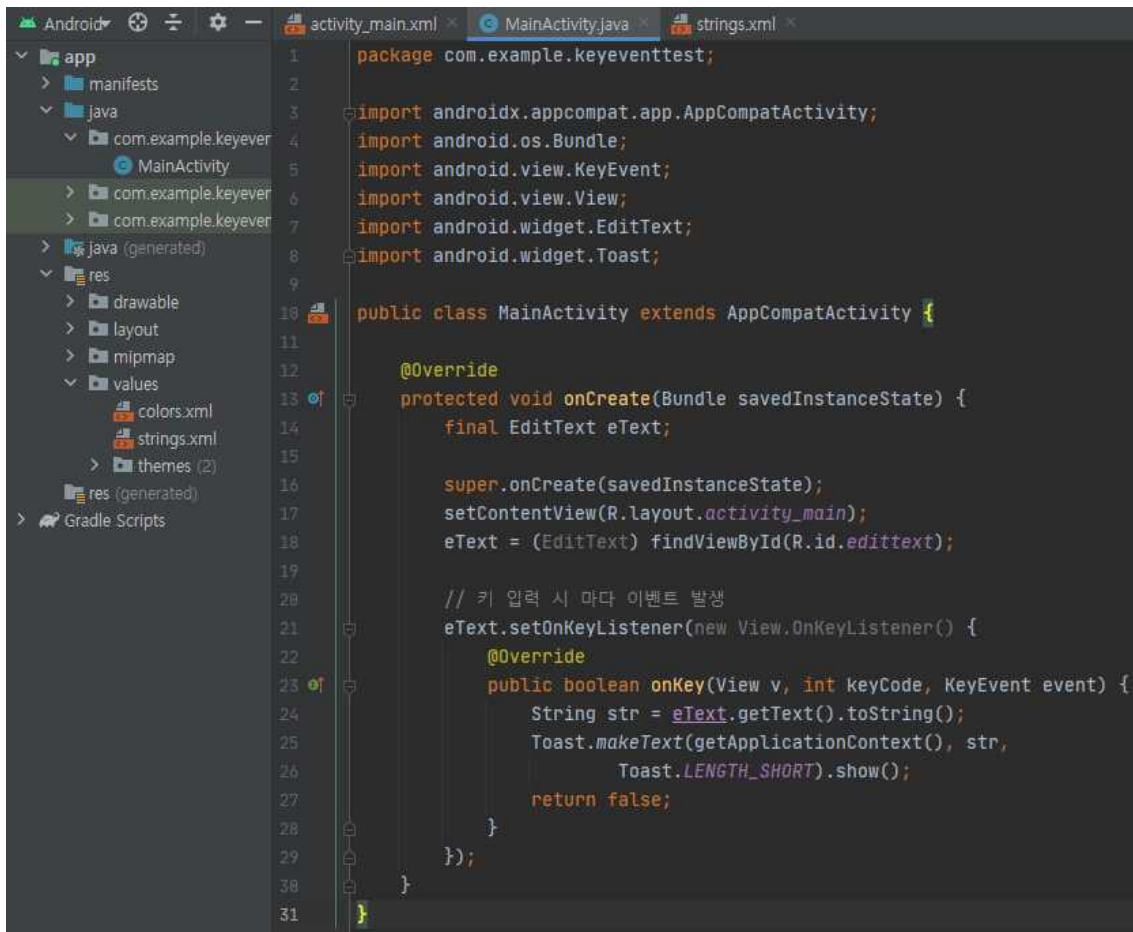 Android
activity_main.xml
MainActivity.java
strings.xml
app
manifests
java
com.example.keyever
MainActivity
com.example.keyever
com.example.keyever
java (generated)
res
drawable
layout
mipmap
values
colors.xml
strings.xml
themes (2)
res (generated)
Gradle Scripts
1 package com.example.keyeventtest;
2
3 import androidx.appcompat.app.AppCompatActivity;
4 import android.os.Bundle;
5 import android.view.KeyEvent;
6 import android.view.View;
7 import android.widget.EditText;
8 import android.widget.Toast;
9
10 public class MainActivity extends AppCompatActivity {
11
12 @Override
13 protected void onCreate(Bundle savedInstanceState) {
14 final EditText eText;
15
16 super.onCreate(savedInstanceState);
17 setContentView(R.layout.activity_main);
18 eText = (EditText) findViewById(R.id.edittext);
19
20 // 키 입력 시 마다 이벤트 발생
21 eText.setOnKeyListener(new View.OnKeyListener() {
22 @Override
23 public boolean onKey(View v, int keyCode, KeyEvent event) {
24 String str = eText.getText().toString();
25 Toast.makeText(getApplicationContext(), str,
26 Toast.LENGTH_SHORT).show();
27 return false;
28 }
29 });
30 }
31 }